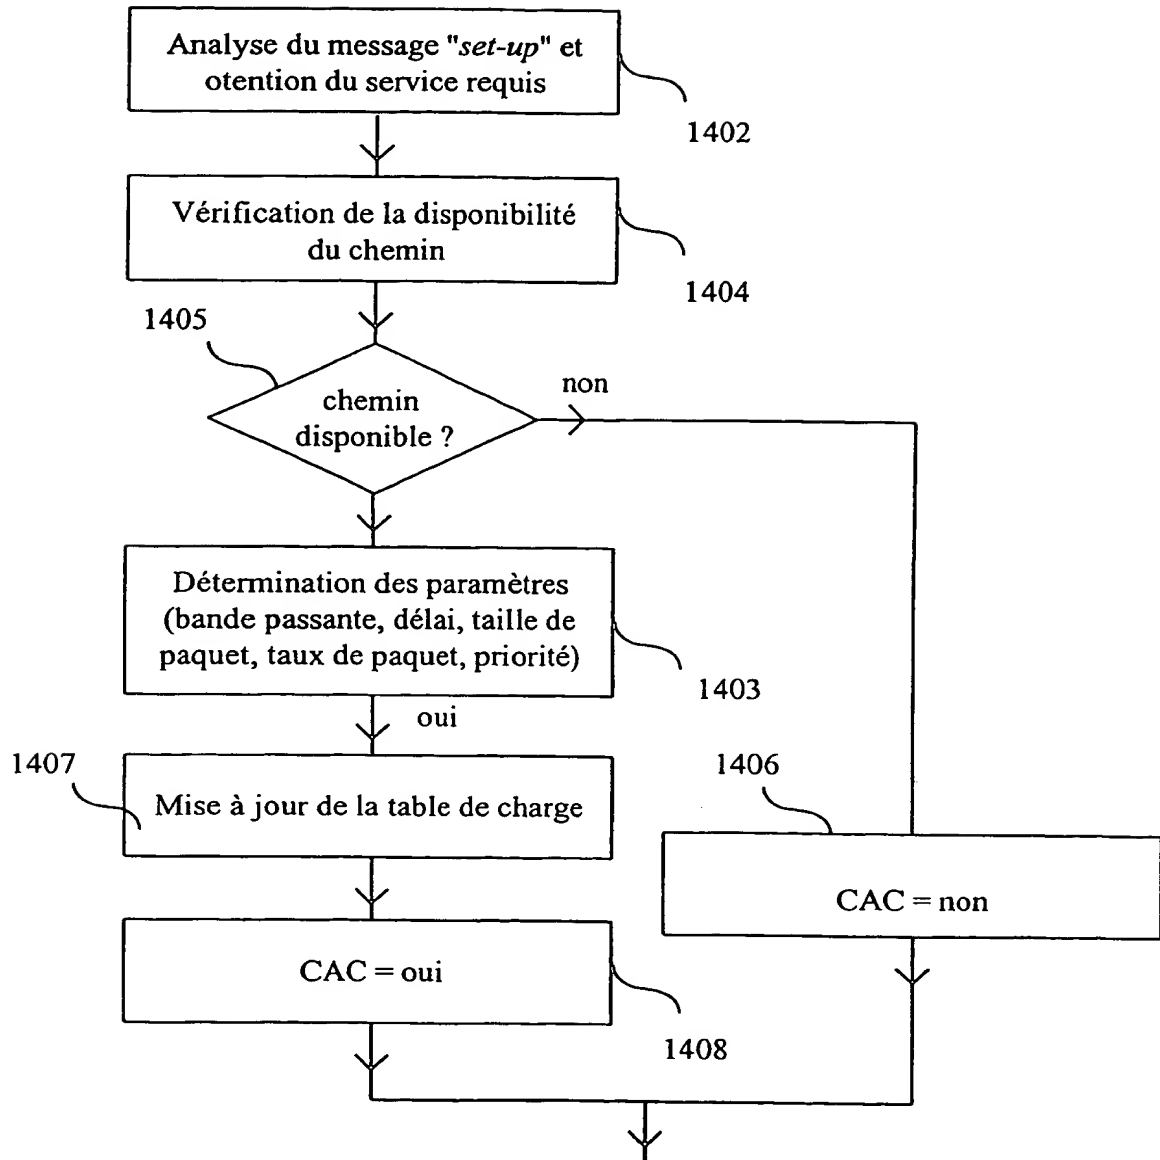 Analyse du message "set-up" et
otention du service requis
1402
Vérification de la disponibilité
du chemin
1404
1405
non
chemin
disponible ?
Détermination des paramètres
(bande passante, délai, taille de
paquet, taux de paquet, priorité)
1403
oui
1407
1406
Mise à jour de la table de charge
CAC = non
CAC = oui
1408